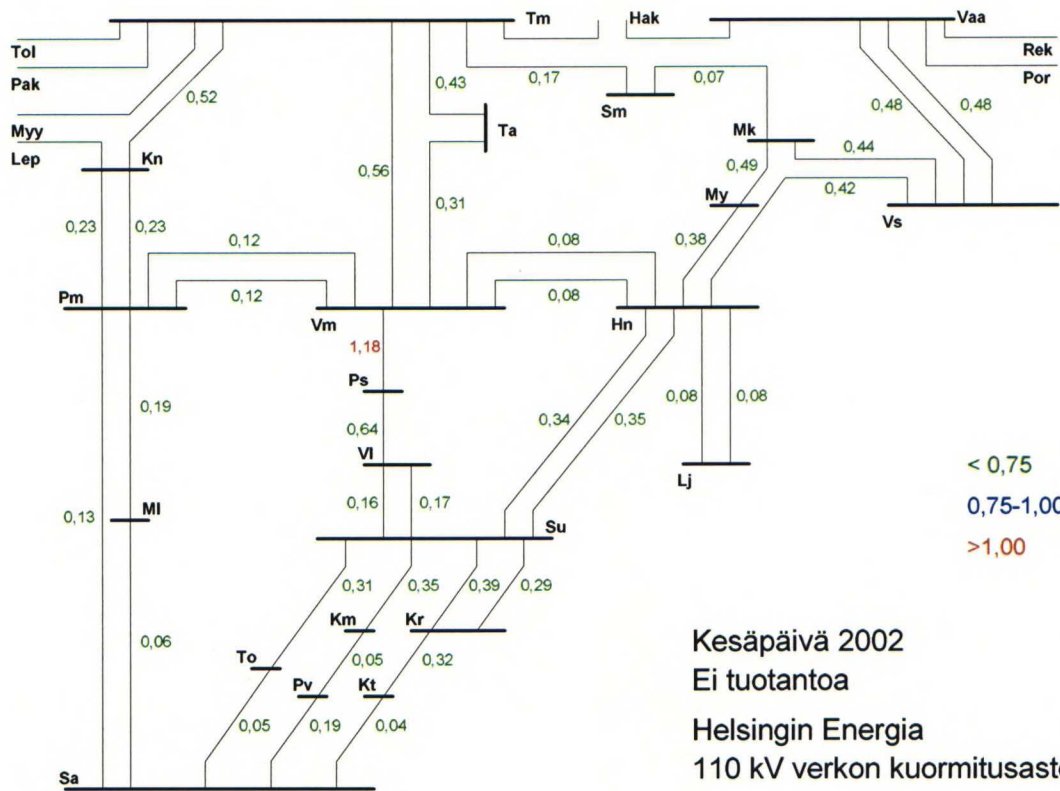 Tm
Hak
Vaa
Tol
Rek
Pak
Por
0,52
0,43
0,17
0,07
Sm
0,48
0,48
Myy
Ta
Mk
Lep
Kn
0,56
0,49
0,44
My
0,42
0,31
Vs
0,23
0,23
0,12
0,08
0,38
Pm
0,12
0,08
Vm
Hn
1,18
Ps
0,19
0,34
0,35
0,08
0,08
0,64
Vl
Lj
< 0,75
0,13
Ml
0,16
0,17
0,75-1,00
Su
>1,00
0,31
0,35
0,39
0,29
Km
Kr
0,06
To
0,05
0,32
Kesäpäivä 2002
Pv
Kt
Ei tuotantoa
0,05
0,19
0,04
Helsingin Energia
Sa
110 kV verkon kuormitusaste